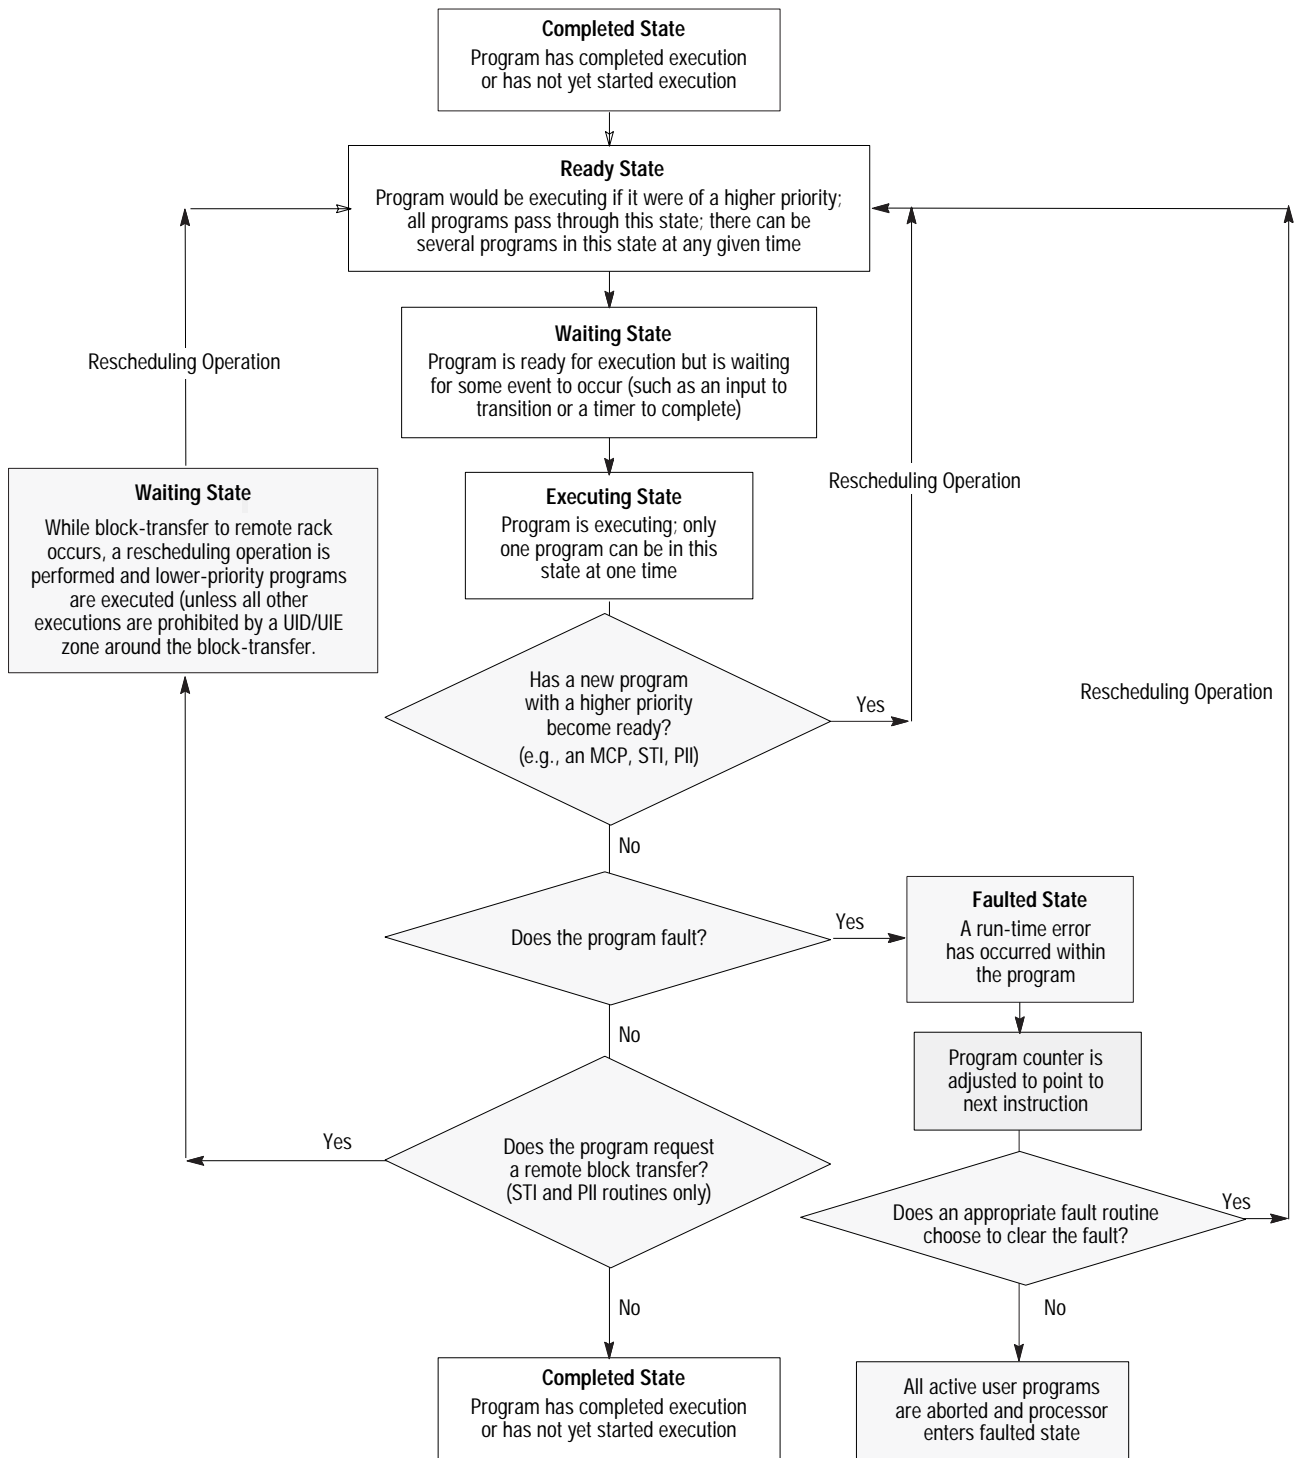 Completed State
Program has completed execution
or has not yet started execution
Ready State
Program would be executing if it were of a higher priority;
all programs pass through this state; there can be
several programs in this state at any given time
Waiting State
Program is ready for execution but is waiting
for some event to occur (such as an input to
transition or a timer to complete)
Rescheduling Operation
Waiting State
While block-transfer to remote rack
occurs, a rescheduling operation is
performed and lower-priority programs
are executed (unless all other
executions are prohibited by a UID/UIE
zone around the block-transfer.
Executing State
Program is executing; only
one program can be in this
state at one time
Rescheduling Operation
Has a new program
with a higher priority
become ready?
(e.g., an MCP, STI, PII)
Yes
Rescheduling Operation
No
Does the program fault?
Yes
Faulted State
A run-time error
has occurred within
the program
No
Program counter is
adjusted to point to
next instruction
Does the program request
a remote block transfer?
(STI and PII routines only)
Yes
Does an appropriate fault routine
choose to clear the fault?
Yes
No
No
Completed State
Program has completed execution
or has not yet started execution
All active user programs
are aborted and processor
enters faulted state